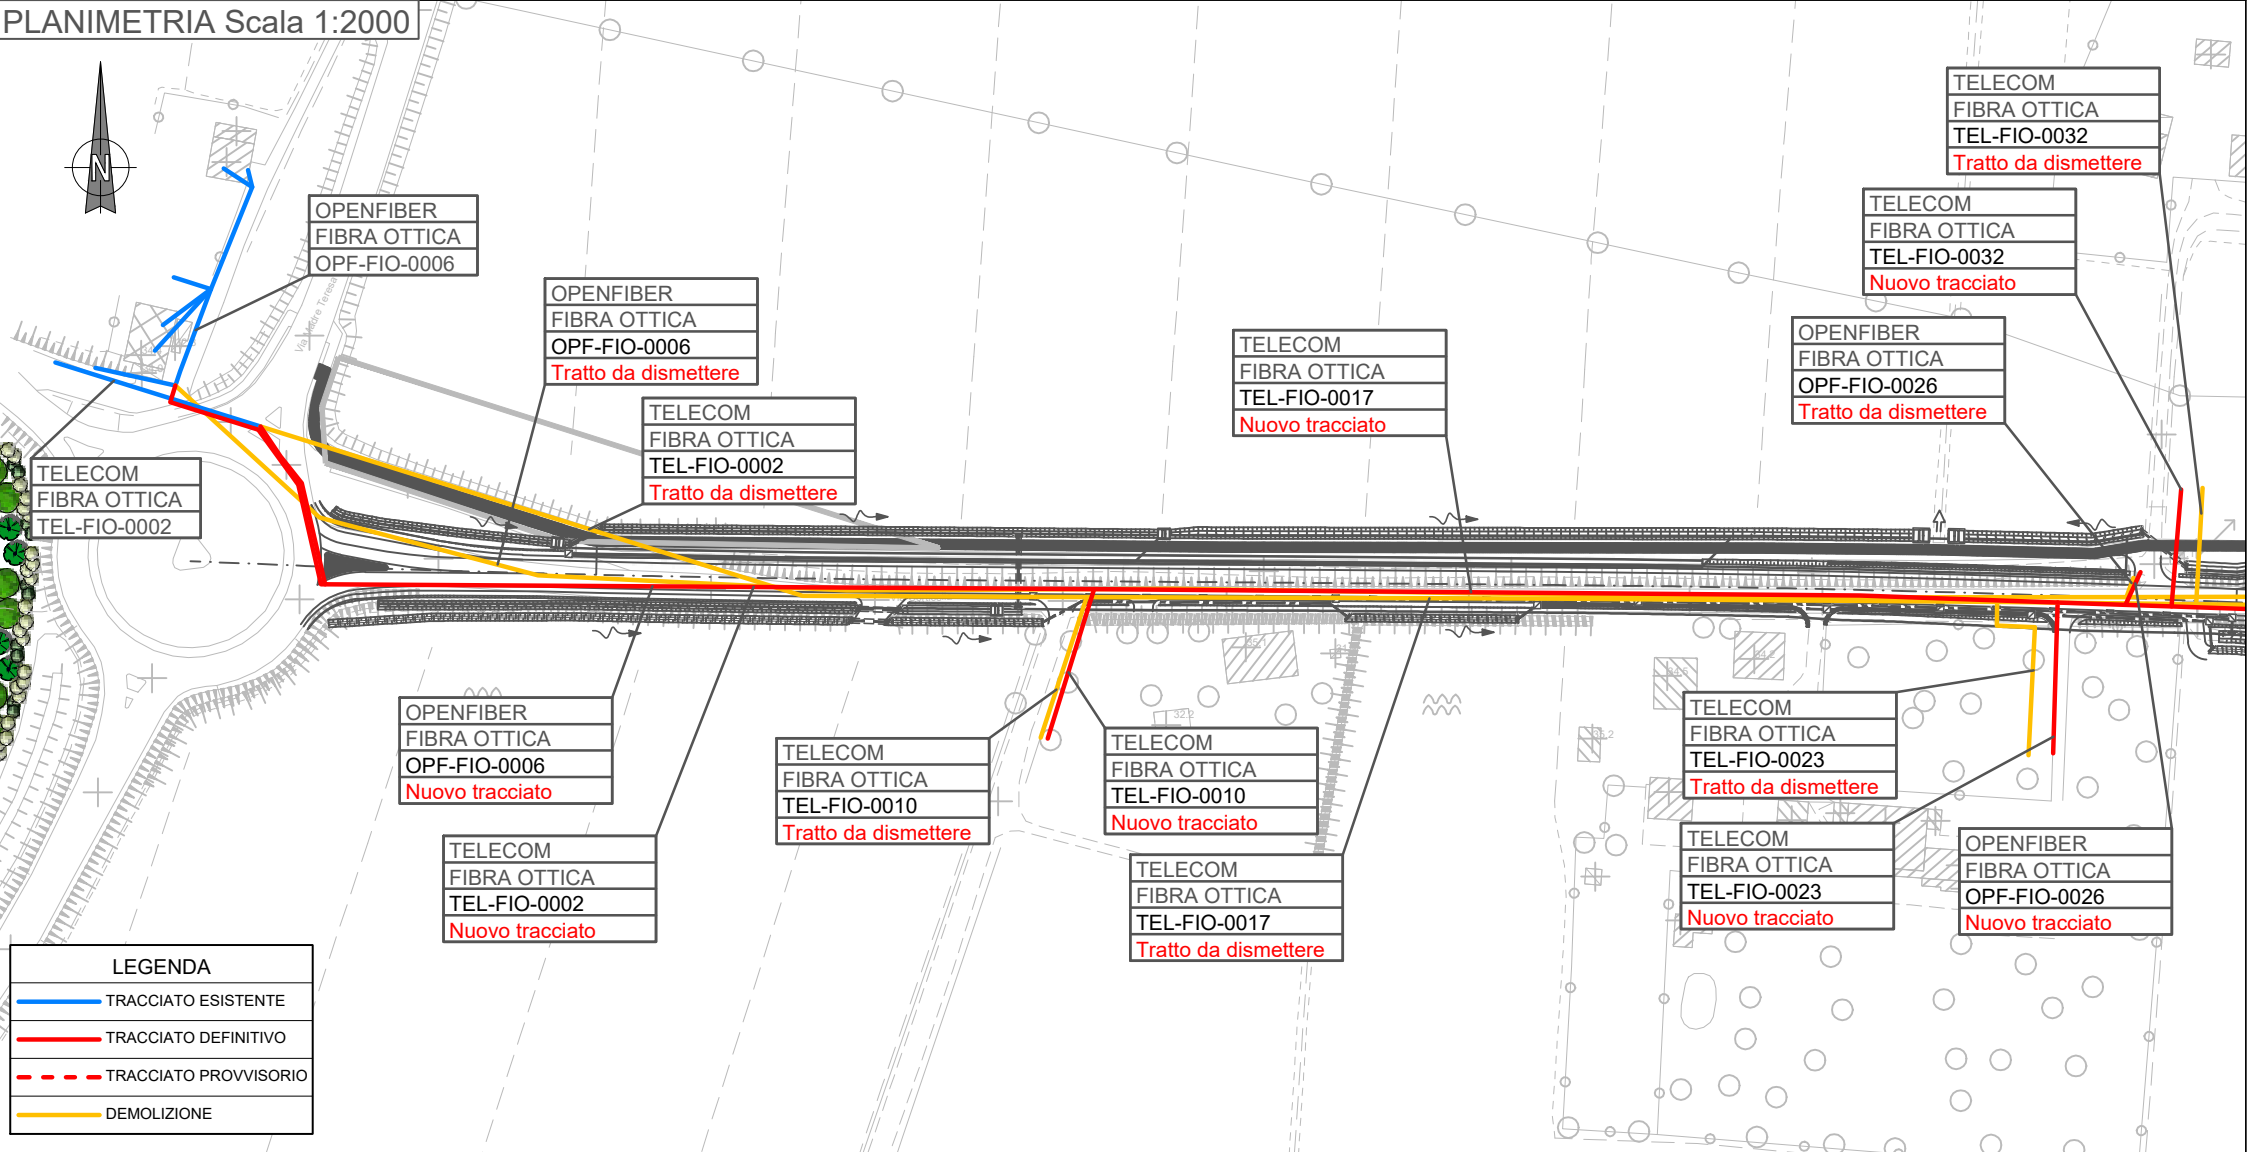 PLANIMETRIA Scala 1:2000
N
TELECOM
FIBRA OTTICA
TEL-FIO-0032
Tratto da dismettere
TELECOM
FIBRA OTTICA
TEL-FIO-0032
Nuovo tracciato
OPENFIBER
FIBRA OTTICA
OPF-FIO-0006
Via Madre Teresa
OPENFIBER
FIBRA OTTICA
OPF-FIO-0006
Tratto da dismettere
TELECOM
FIBRA OTTICA
TEL-FIO-0017
Nuovo tracciato
OPENFIBER
FIBRA OTTICA
OPF-FIO-0026
Tratto da dismettere
TELECOM
FIBRA OTTICA
TEL-FIO-0002
Tratto da dismettere
TELECOM
FIBRA OTTICA
TEL-FIO-0002
OPENFIBER
FIBRA OTTICA
OPF-FIO-0006
Nuovo tracciato
TELECOM
FIBRA OTTICA
TEL-FIO-0010
Tratto da dismettere
32.2
TELECOM
FIBRA OTTICA
TEL-FIO-0010
Nuovo tracciato
TELECOM
FIBRA OTTICA
TEL-FIO-0023
Tratto da dismettere
TELECOM
FIBRA OTTICA
TEL-FIO-0002
Nuovo tracciato
TELECOM
FIBRA OTTICA
TEL-FIO-0017
Tratto da dismettere
TELECOM
FIBRA OTTICA
TEL-FIO-0023
Nuovo tracciato
OPENFIBER
FIBRA OTTICA
OPF-FIO-0026
Nuovo tracciato
LEGENDA
TRACCIATO ESISTENTE
TRACCIATO DEFINITIVO
TRACCIATO PROVVISORIO
DEMOLIZIONE